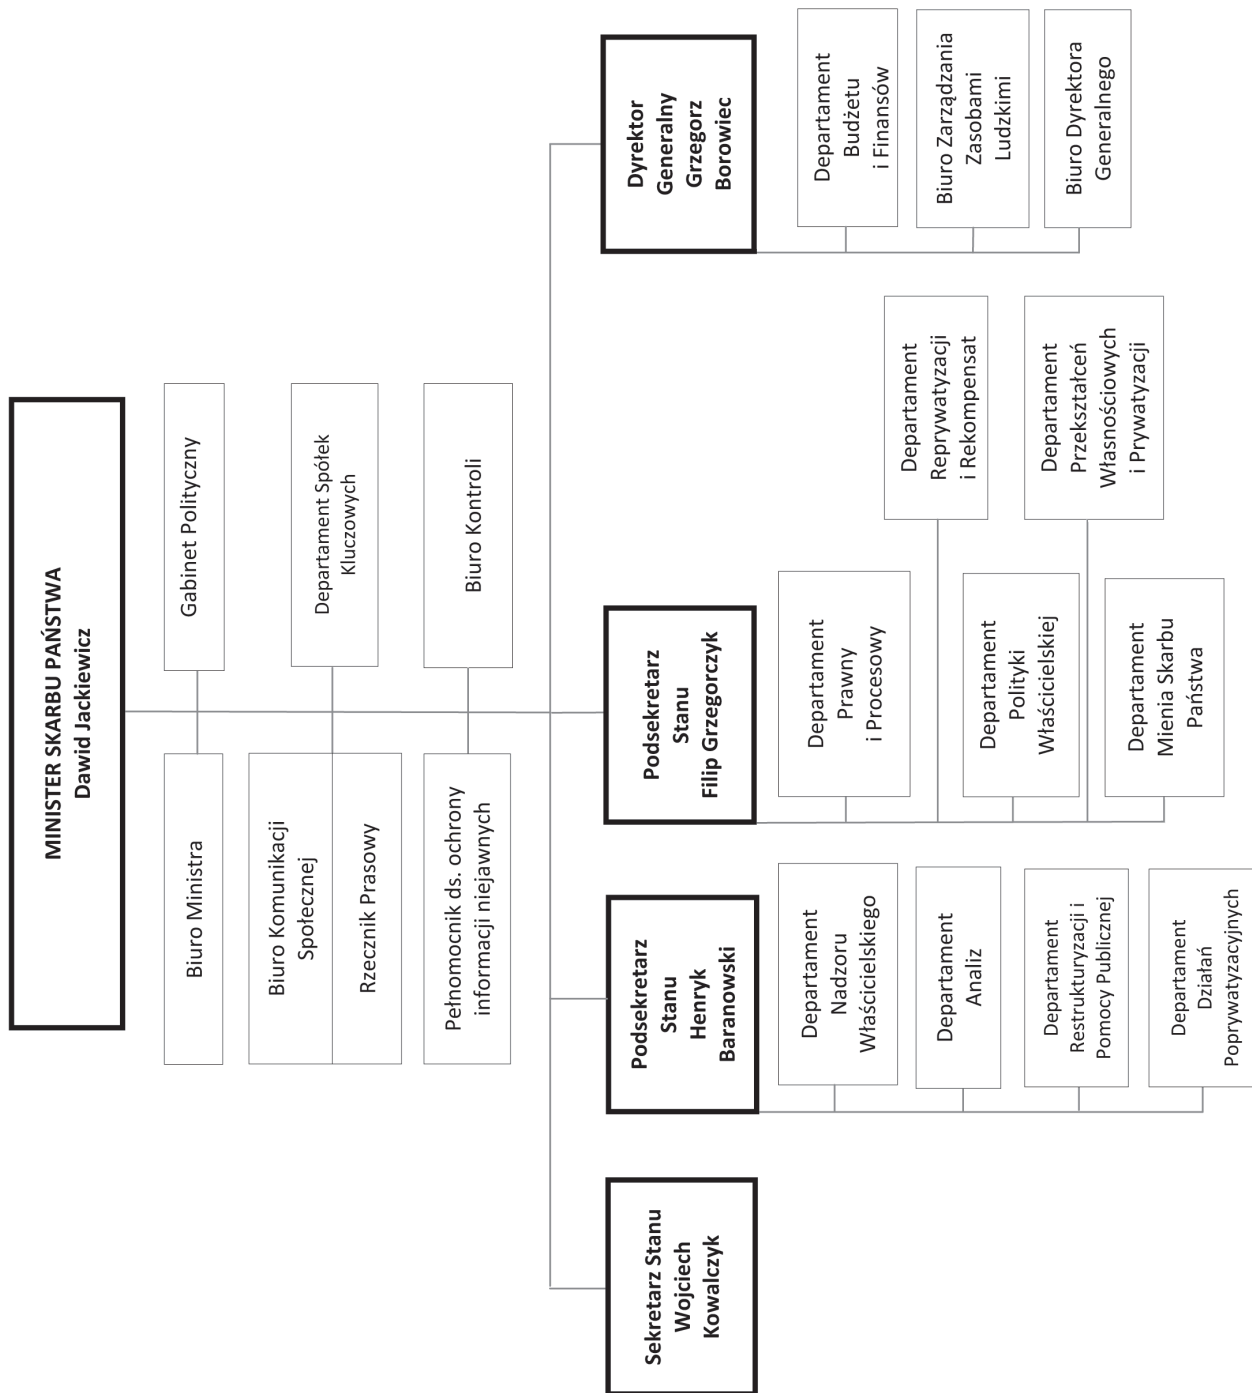 MINISTER SKARBU PAŃSTWA
Dawid Jackiewicz
Biuro Ministra
Gabinet Polityczny
Biuro Komunikacji
Społecznej
Rzecznik Prasowy
Departament Spółek
Kluczowych
Pełnomocnik ds. ochrony
informacji niejawnych
Biuro Kontroli
Sekretarz Stanu
Wojciech
Kowalczyk
Podsekretarz
Stanu
Henryk
Baranowski
Departament
Nadzoru
Właścicielskiego
Departament
Analiz
Departament
Restrukturyzacji i
Pomocy Publicznej
Departament
Działań
Poprywatyzacyjnych
Podsekretarz
Stanu
Filip Grzegorczyk
Departament
Prawny
i Procesowy
Departament
Reprywatyzacji
i Rekompensat
Departament
Polityki
Właścicielskiej
Departament
Przekształceń
Własnościowych
i Prywatyzacji
Departament
Mienia Skarbu
Państwa
Dyrektor
Generalny
Grzegorz
Borowiec
Departament
Budżetu
i Finansów
Biuro Zarządzania
Zasobami
Ludzkimi
Biuro Dyrektora
Generalnego